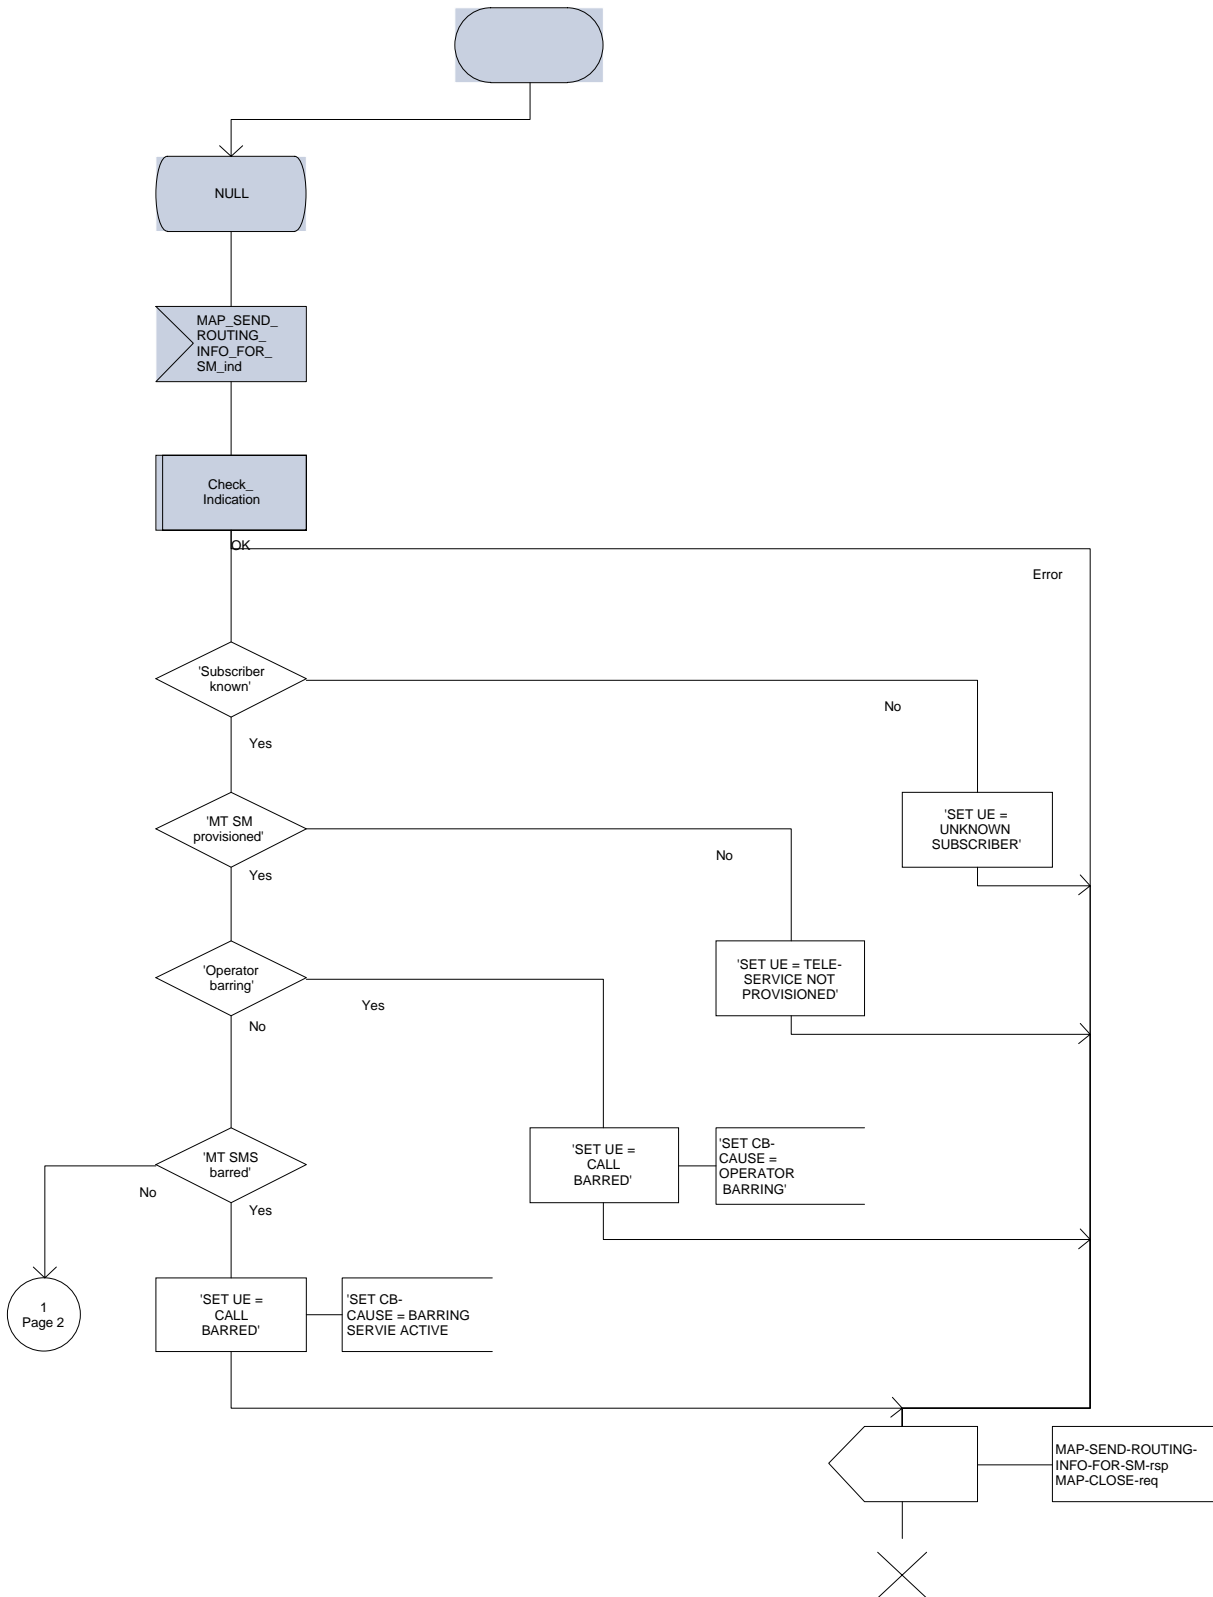 NULL
MAP_SEND_
ROUTING_
INFO_FOR_
SM_ind
Check_
Indication
OK
Error
'Subscriber
known'
No
Yes
'MT SM
provisioned'
No
Yes
'SET UE =
UNKNOWN
SUBSCRIBER'
'Operator
barring'
Yes
No
'SET UE = TELE-
SERVICE NOT
PROVISIONED'
'MT SMS
barred'
No
Yes
'SET UE =
CALL
BARRED'
'SET CB-
CAUSE =
OPERATOR
BARRING'
1
Page 2
'SET UE =
CALL
BARRED'
'SET CB-
CAUSE = BARRING
SERVIE ACTIVE
MAP-SEND-ROUTING-
INFO-FOR-SM-rsp
MAP-CLOSE-req